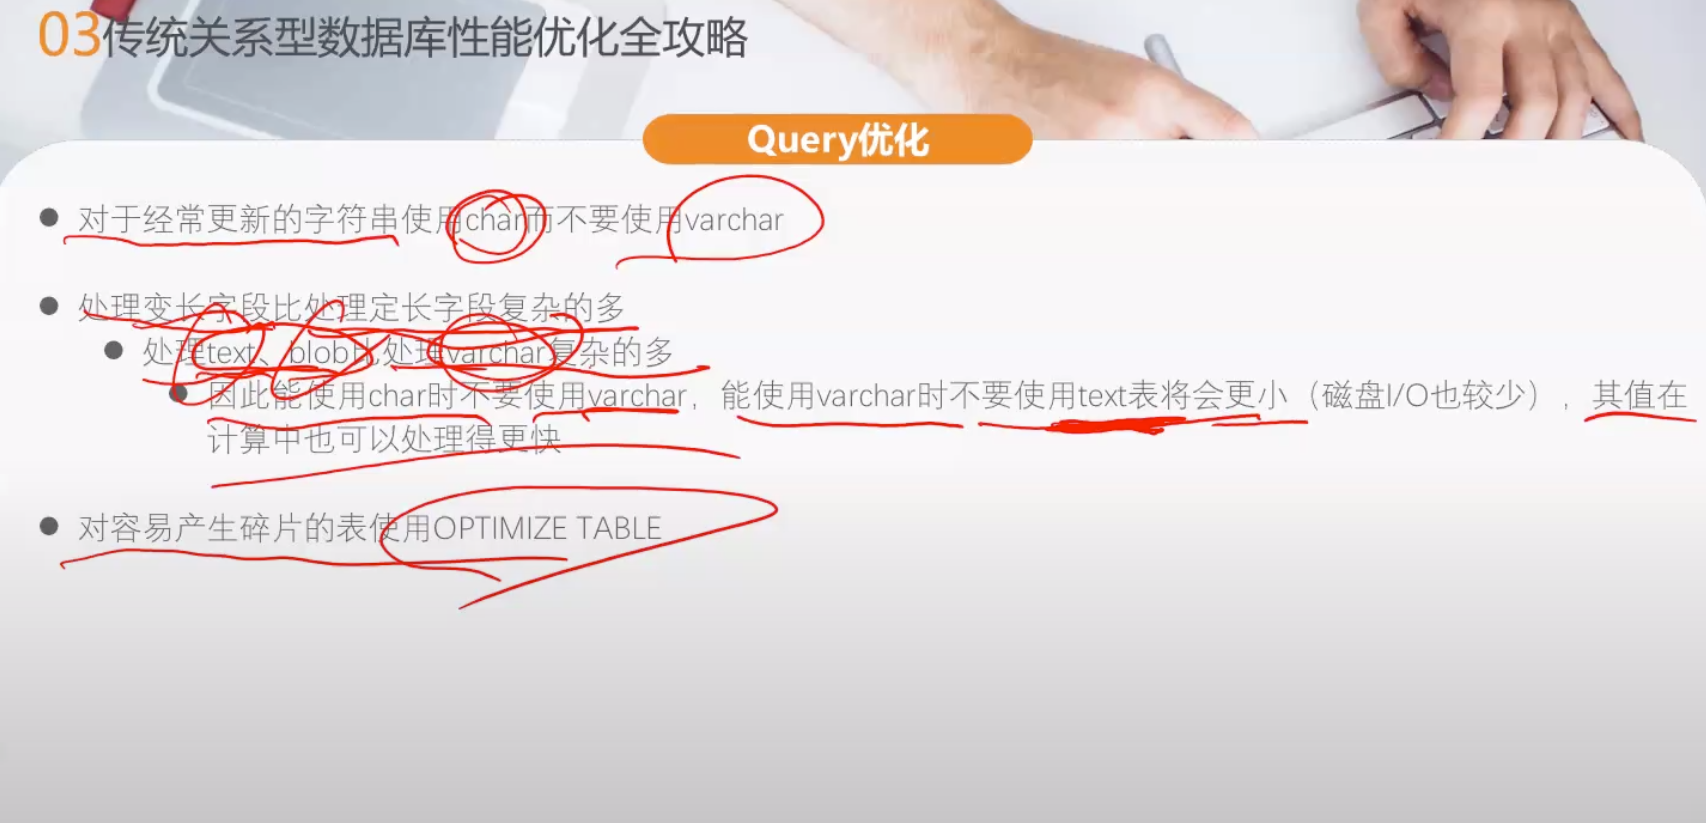 03传统关系型数据库性能优化全攻略
Query优化
对于经常更新的字符串使用char而不要使用varchar
处理变长字段比处理定长字段复杂的多
处理text、blob比处理varchar复杂的多
因此能使用char时不要使用varchar，能使用varchar时不要使用text表将会更小（磁盘I/O也较少），其值在
计算中也可以处理得更快
对容易产生碎片的表使用OPTIMIZE TABLE